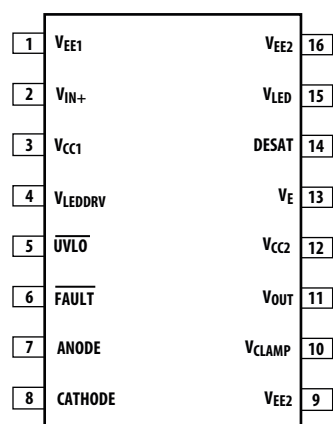 1 VEE1 VEE2 16
2 VIN+ VLED 15
3 VCC1 DESAT 14
4 VLEDDRV VE 13
5 UVLO VCC2 12
6 FAULT VOUT 11
7 ANODE VCLAMP 10
8 CATHODE VEE2 9